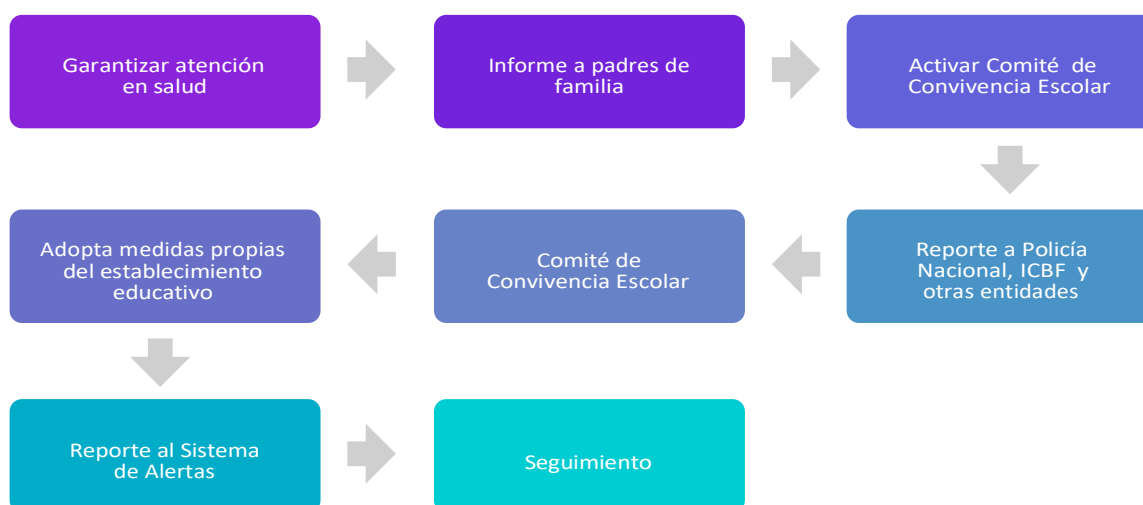 Garantizar atención
en salud
Informe a padres de
familia
Activar Comité de
Convivencia Escolar
Reporte a Policía
Nacional, ICBF y
otras entidades
Comité de
Convivencia Escolar
Adopta medidas propias
del establecimiento
educativo
Reporte al Sistema
de Alertas
Seguimiento